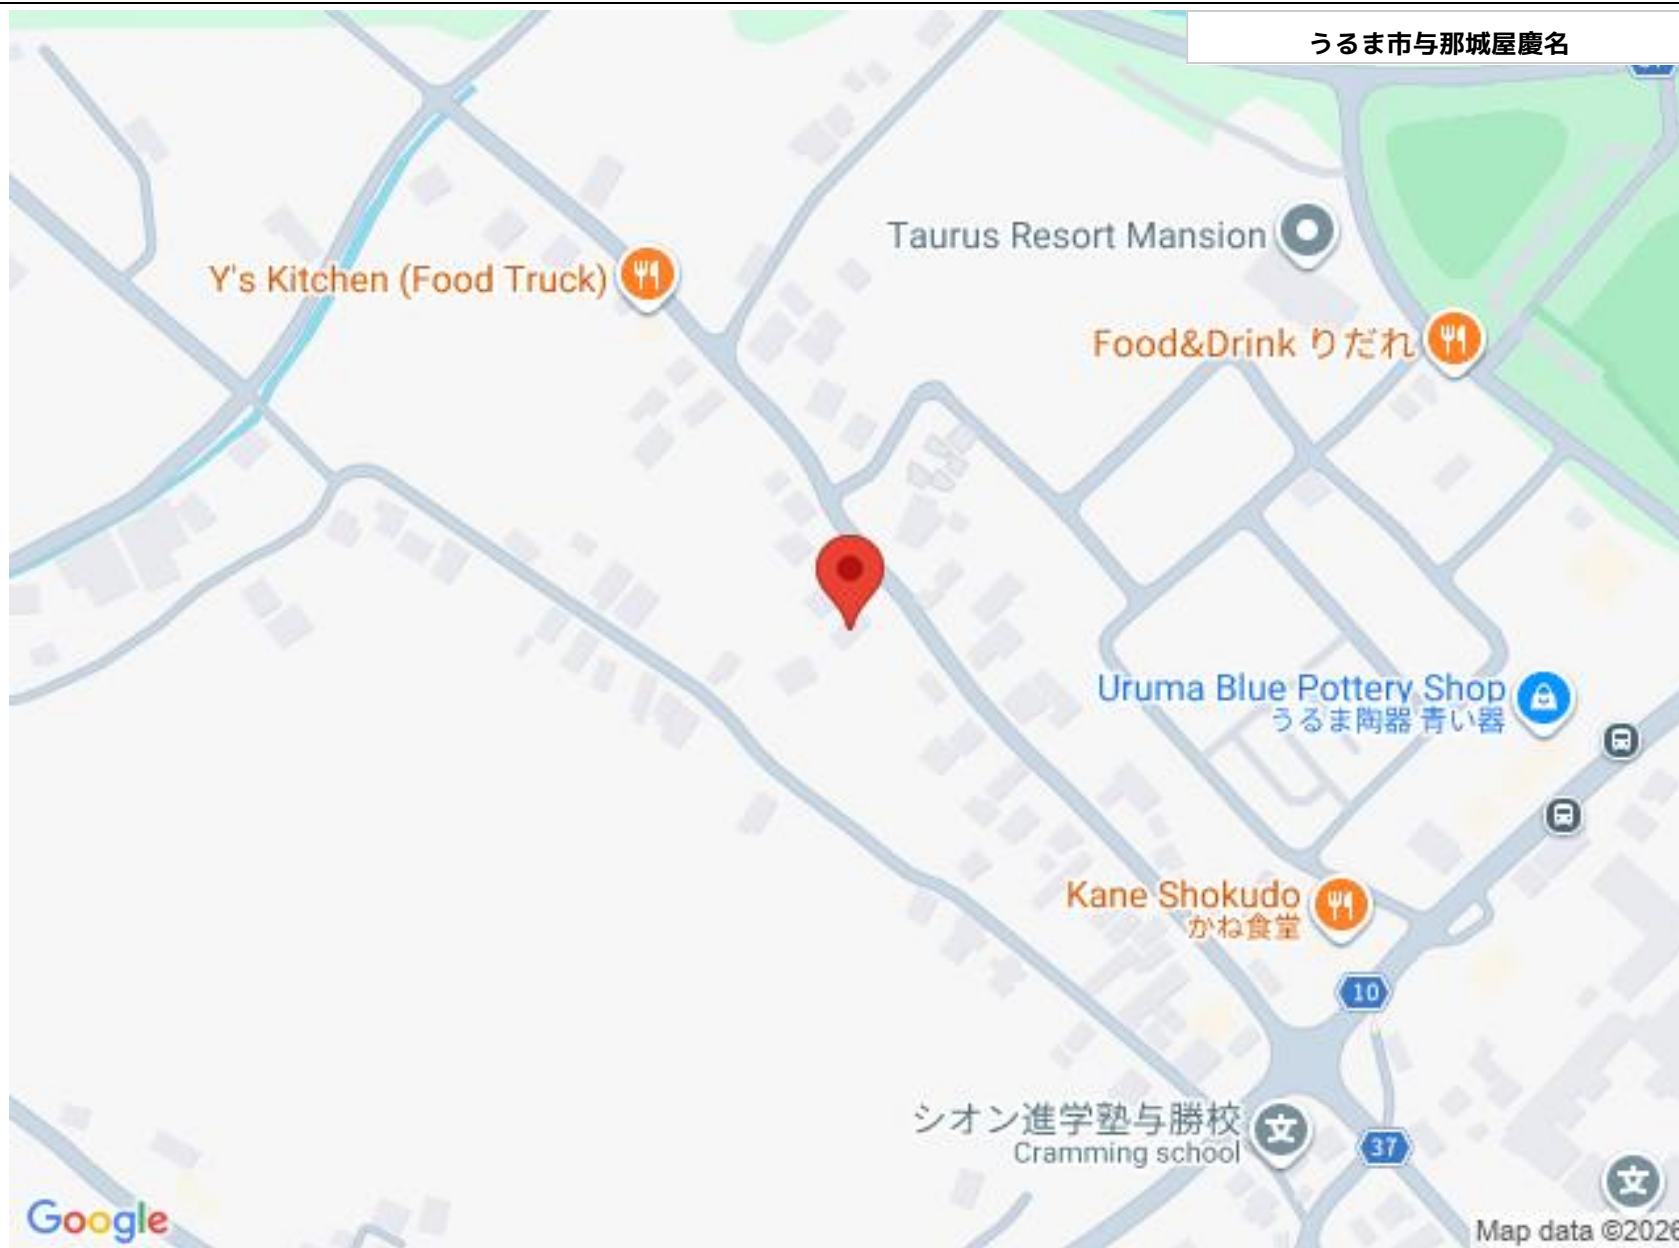 うるま市与那城屋慶名
Taurus Resort Mansion
Y's Kitchen (Food Truck)
Food&Drink りだれ
Uruma Blue Pottery Shop
うるま陶器 青い器
Kane Shokudo
かね食堂
10
シオン進学塾与勝校
Cramming school
37
文
文
Google
Map data ©2026